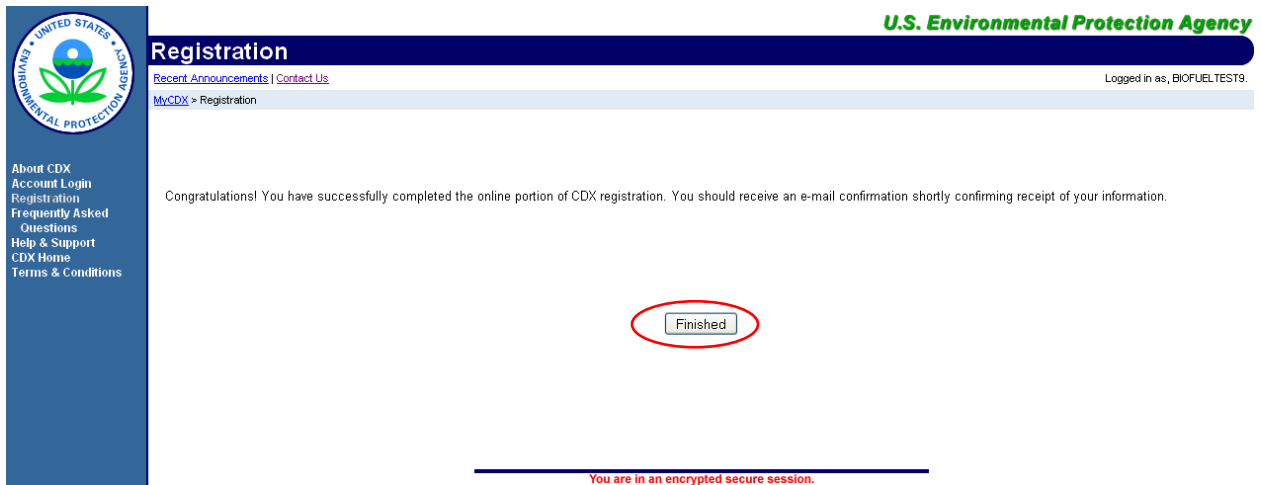 UNITED STATES
ENVIRONMENTAL PROTECTION AGENCY
U.S. Environmental Protection Agency
Registration
Recent Announcements | Contact Us
Logged in as, BIOFUELTEST9.
MyCDX > Registration
About CDX
Account Login
Registration
Frequently Asked
Questions
Help & Support
CDX Home
Terms & Conditions
Congratulations! You have successfully completed the online portion of CDX registration. You should receive an e-mail confirmation shortly confirming receipt of your information.
Finished
You are in an encrypted secure session.